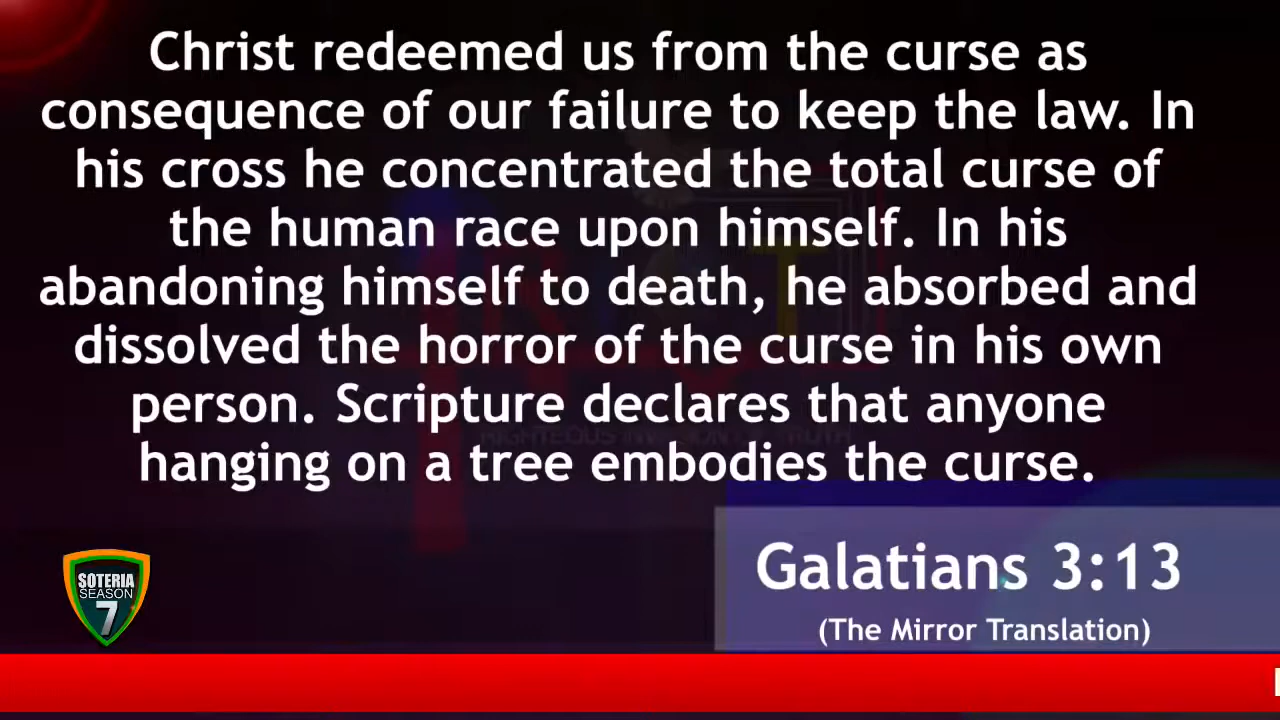 Christ redeemed us from the curse as
consequence of our failure to keep the law. In
his cross he concentrated the total curse of
the human race upon himself. In his
abandoning himself to death, he absorbed and
dissolved the horror of the curse in his own
person. Scripture declares that anyone
hanging on a tree embodies the curse.
Galatians 3:13
(The Mirror Translation)
SOTERIA
SEASON
7